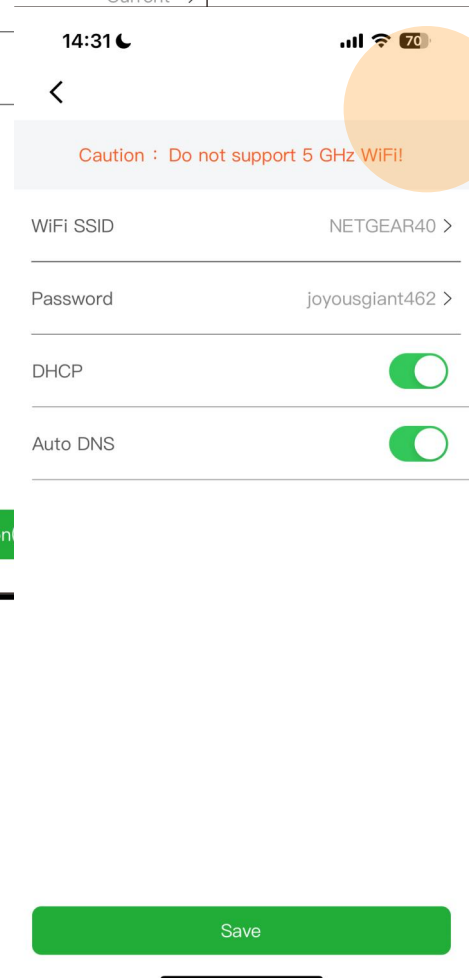 Current >
14:31
70
<
Caution : Do not support 5 GHz WiFi!
WiFi SSID NETGEAR40 >
Password joyousgiant462 >
DHCP
Auto DNS
Save